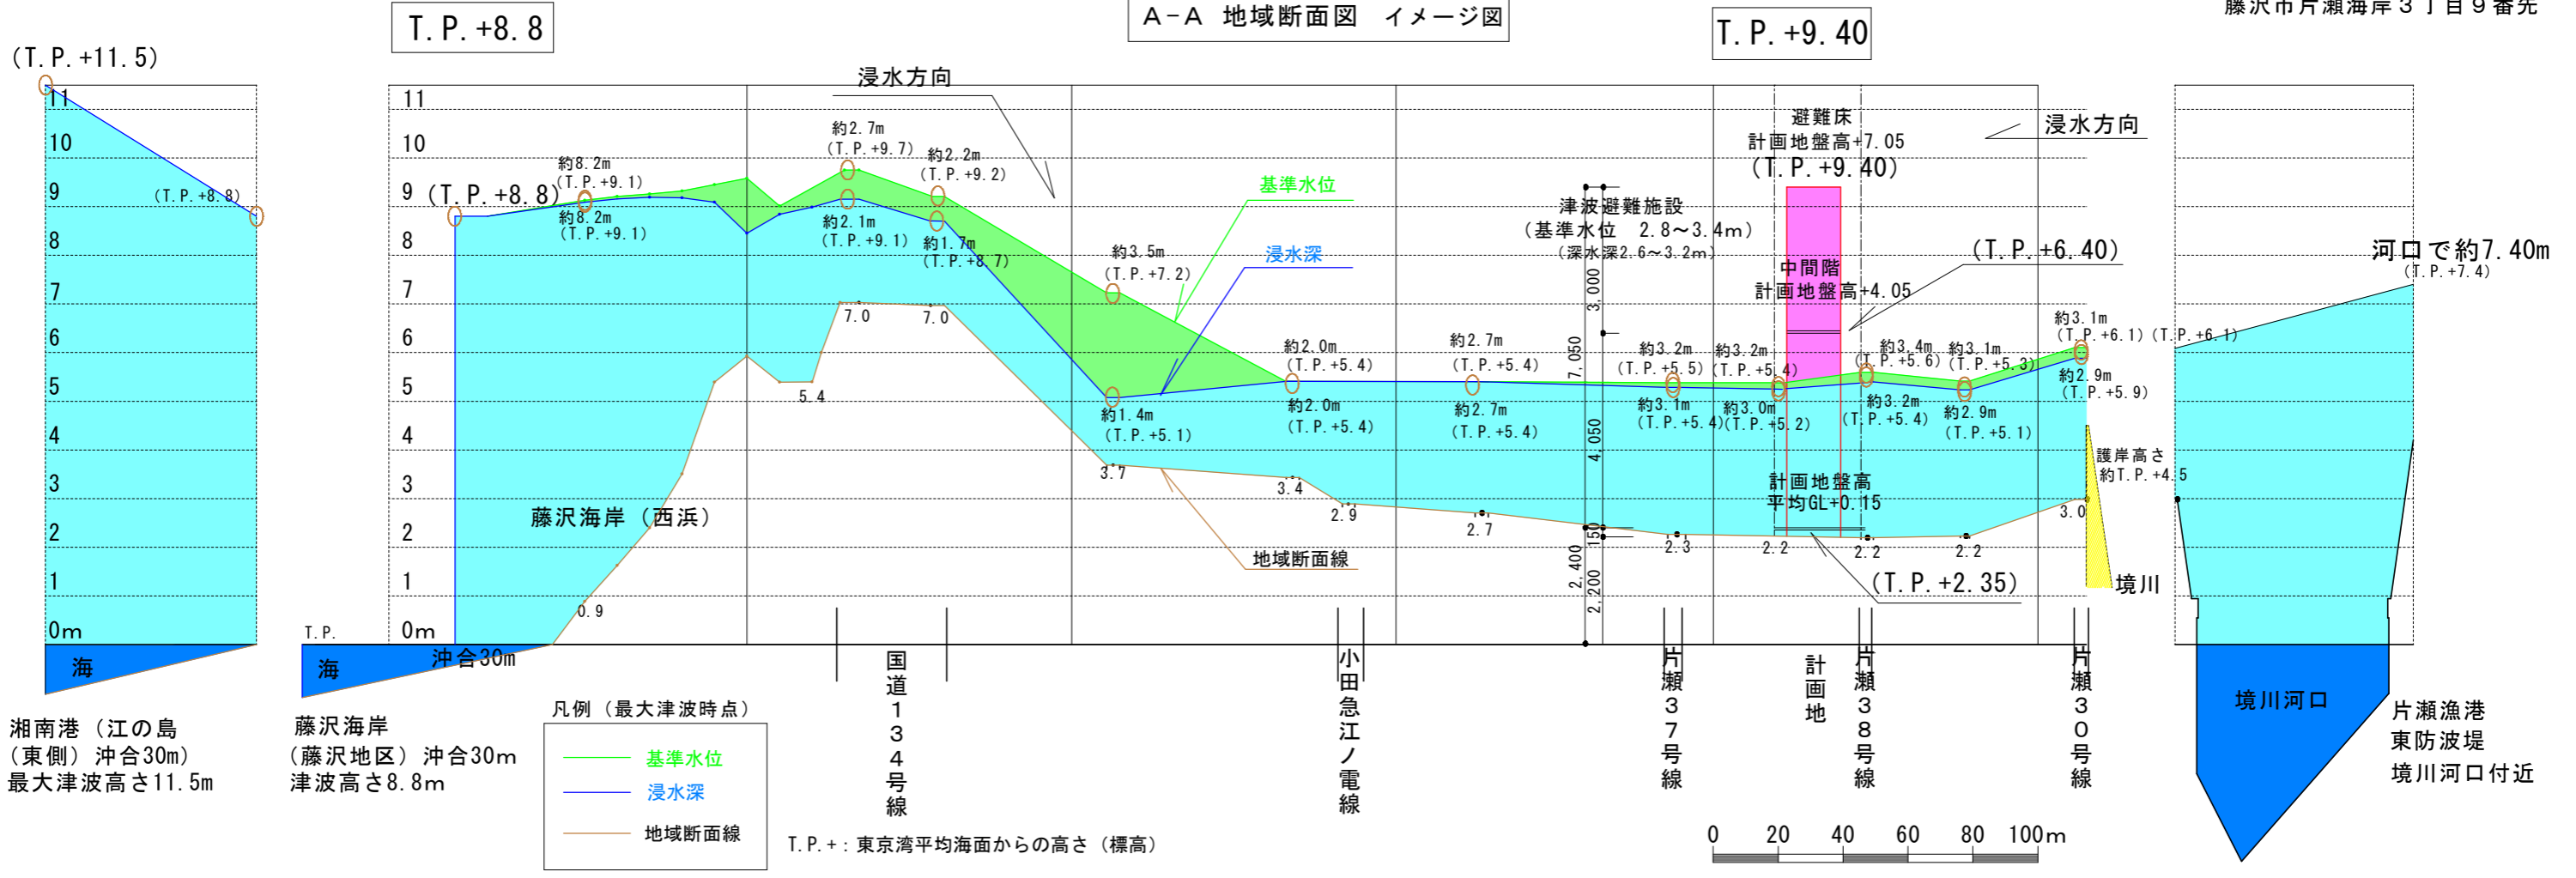 A-A 地域断面図 イメージ図
藤沢市片瀬海岸３丁目９番先
T.P.+8.8
T.P.+9.40
(T.P.+11.5)
11
10
9
8
7
6
5
4
3
2
1
0m
(T.P.+8.8)
海
湘南港（江の島
（東側）沖合30m）
最大津波高さ11.5m
T.P.
海
沖合30m
藤沢海岸
（藤沢地区）沖合30m
津波高さ8.8m
11
10
9
8
7
6
5
4
3
2
1
0m
(T.P.+8.8)
約8.2m
(T.P.+9.1)
約8.2m
(T.P.+9.1)
藤沢海岸（西浜）
0.9
5.4
浸水方向
約2.7m
(T.P.+9.7)
約2.1m
(T.P.+9.1)
約2.2m
(T.P.+9.2)
約1.7m
(T.P.+8.7)
7.0
7.0
約3.5m
(T.P.+7.2)
約1.4m
(T.P.+5.1)
3.7
基準水位
浸水深
地域断面線
約2.0m
(T.P.+5.4)
約2.0m
(T.P.+5.4)
3.4
2.9
約2.7m
(T.P.+5.4)
約2.7m
(T.P.+5.4)
2.7
津波避難施設
（基準水位 2.8～3.4m）
（深水深2.6～3.2m）
3,000
7,050
4,050
150
2,400
2,200
約3.2m
(T.P.+5.5)
約3.1m
(T.P.+5.4)
2.3
約3.2m
(T.P.+5.4)
約3.0m
(T.P.+5.2)
2.2
避難床
計画地盤高+7.05
(T.P.+9.40)
中間階
計画地盤高+4.05
(T.P.+6.40)
計画地盤高
平均GL+0.15
(T.P.+2.35)
約3.4m
(T.P.+5.6)
約3.2m
(T.P.+5.4)
2.2
約3.1m
(T.P.+5.3)
約2.9m
(T.P.+5.1)
2.2
浸水方向
約3.1m
(T.P.+6.1)
(T.P.+6.1)
約2.9m
(T.P.+5.9)
3.0
護岸高さ
約T.P.+4.5
境川
河口で約7.40m
(T.P.+7.4)
境川河口
片瀬漁港
東防波堤
境川河口付近
国道１３４号線
小田急江ノ電線
片瀬３７号線
計画地
片瀬３８号線
片瀬３０号線
凡例（最大津波時点）
基準水位
浸水深
地域断面線
T.P.+：東京湾平均海面からの高さ（標高）
0 20 40 60 80 100m